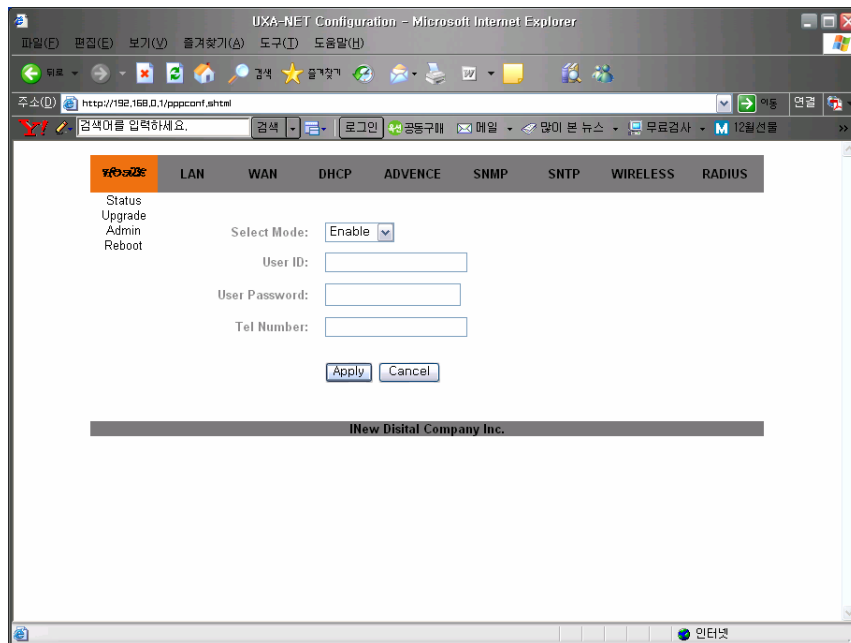 UXA-NET Configuration - Microsoft Internet Explorer
파일(F) 편집(E) 보기(V) 즐겨찾기(A) 도구(T) 도움말(H)
뒤로 검색 즐겨찾기
주소(D) http://192,168,0,1/pppconf,shtml 이동 연결
Y! 검색어를 입력하세요. 검색 로그인 공동구매 메일 많이 본 뉴스 무료검사 M 12월선물 »
LAN WAN DHCP ADVENCE SNMP SNTP WIRELESS RADIUS
Status
Upgrade
Admin
Reboot
Select Mode: Enable
User ID:
User Password:
Tel Number:
Apply Cancel
INew Disital Company Inc.
인터넷